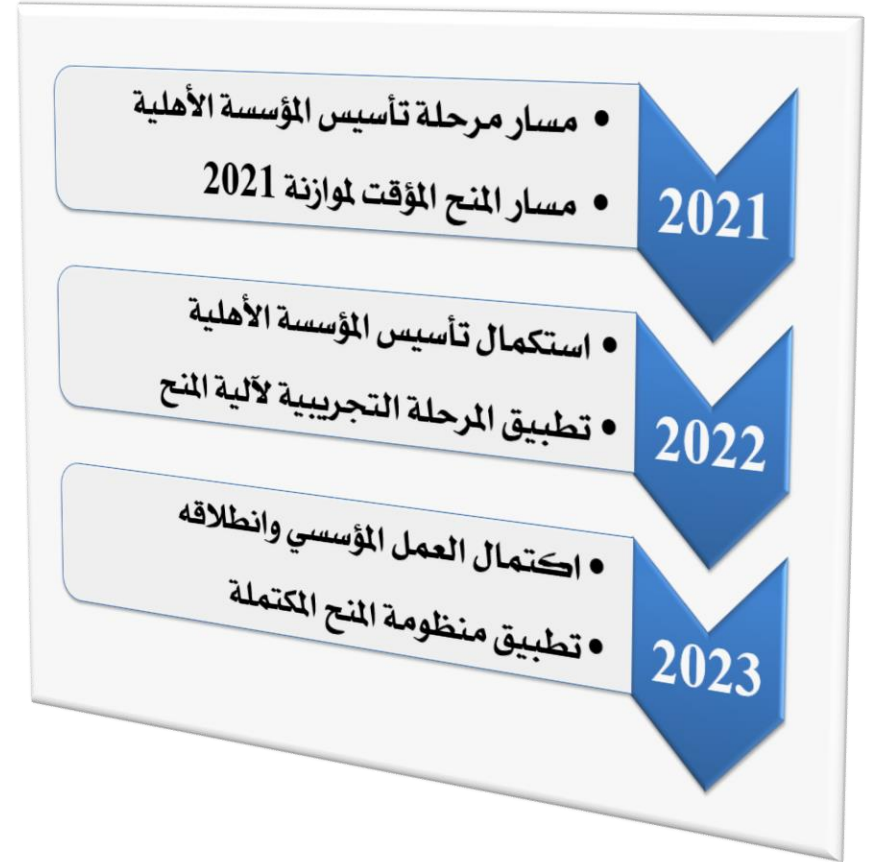 2021
• مسار مرحلة تأسيس المؤسسة الأهلية
• مسار المنح المؤقت لموازنة 2021
2022
• استكمال تأسيس المؤسسة الأهلية
• تطبيق المرحلة التجريبية لآلية المنح
2023
• اكتمال العمل المؤسسي وانطلاقه
• تطبيق منظومة المنح المكتملة